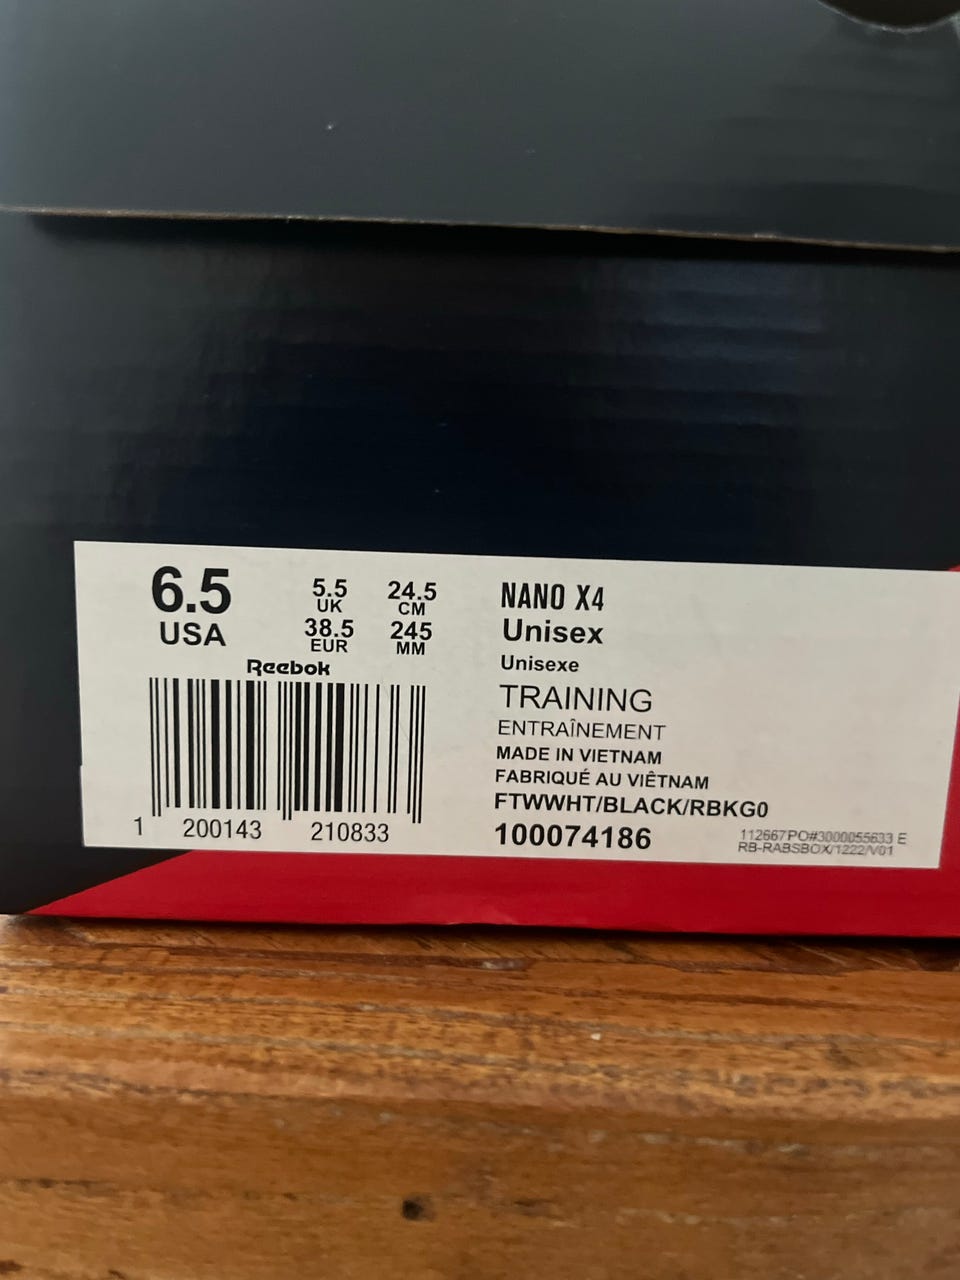 6.5
USA
5.5
UK
38.5
EUR
24.5
CM
245
MM
Reebok
1 200143 210833
NANO X4
Unisex
Unisexe
TRAINING
ENTRAÎNEMENT
MADE IN VIETNAM
FABRIQUÉ AU VIÊTNAM
FTWWHT/BLACK/RBKG0
100074186
112667PO#3000055633 E
RB-RABSBOX/1222/V01